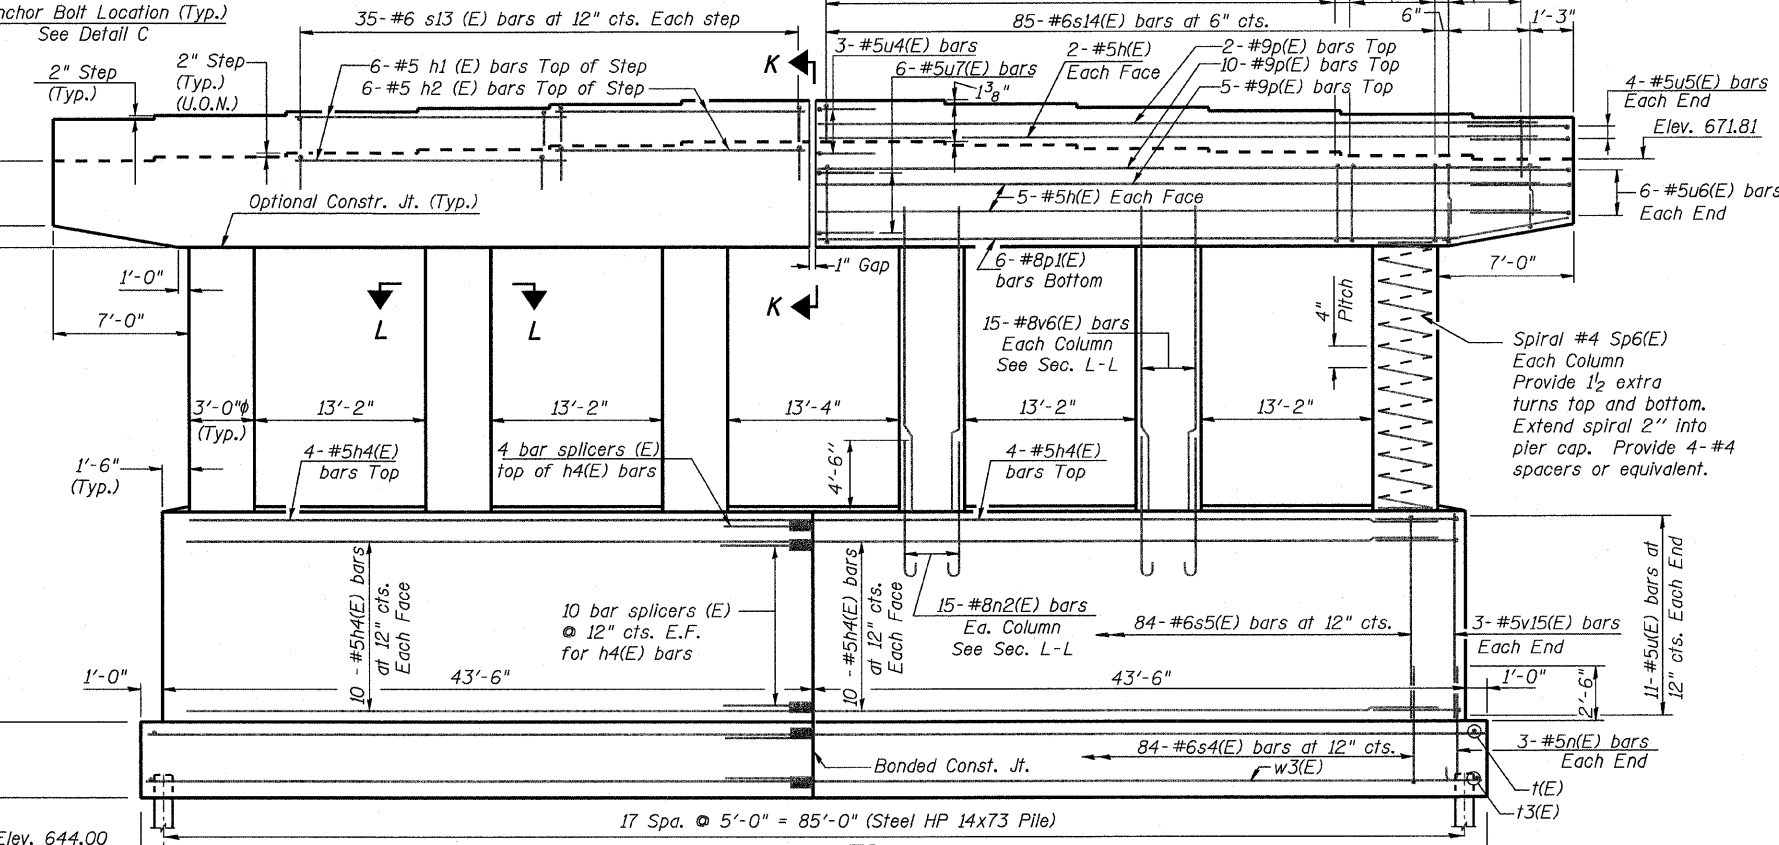 nchor Bolt Location (Typ.)
See Detail C
35-#6 s13 (E) bars at 12" cts. Each step
85-#6s14(E) bars at 6" cts.
6"
1'-3"
2" Step
(Typ.)
2" Step
(Typ.)
(U.O.N.)
6-#5 h1 (E) bars Top of Step
6-#5 h2 (E) bars Top of Step
K
3-#5u4(E) bars
6-#5u7(E) bars
1 3/8"
2-#5h(E)
Each Face
2-#9p(E) bars Top
10-#9p(E) bars Top
5-#9p(E) bars Top
4-#5u5(E) bars
Each End
Elev. 671.81
Optional Constr. Jt. (Typ.)
5-#5h(E) Each Face
6-#5u6(E) bars
Each End
1" Gap
6-#8p1(E)
bars Bottom
7'-0"
1'-0"
7'-0"
L
L
K
15-#8v6(E) bars
Each Column
See Sec. L-L
4"
Pitch
Spiral #4 Sp6(E)
Each Column
Provide 1 1/2 extra
turns top and bottom.
Extend spiral 2" into
pier cap. Provide 4-#4
spacers or equivalent.
3'-0"ϕ
(Typ.)
13'-2"
13'-2"
13'-4"
13'-2"
13'-2"
1'-6"
(Typ.)
4-#5h4(E)
bars Top
4 bar splicers (E)
top of h4(E) bars
4'-6"
4-#5h4(E)
bars Top
10 -#5h4(E) bars
at 12" cts.
Each Face
10 bar splicers (E)
@ 12" cts. E.F.
for h4(E) bars
10 -#5h4(E) bars
at 12" cts.
Each Face
15-#8n2(E) bars
Ea. Column
See Sec. L-L
84-#6s5(E) bars at 12" cts.
3-#5v15(E) bars
Each End
11-#5u(E) bars at
12" cts. Each End
1'-0"
43'-6"
43'-6"
1'-0"
2'-6"
84-#6s4(E) bars at 12" cts.
3-#5n(E) bars
Each End
Bonded Const. Jt.
w3(E)
t(E)
t3(E)
17 Spa. @ 5'-0" = 85'-0" (Steel HP 14x73 Pile)
Elev. 644.00